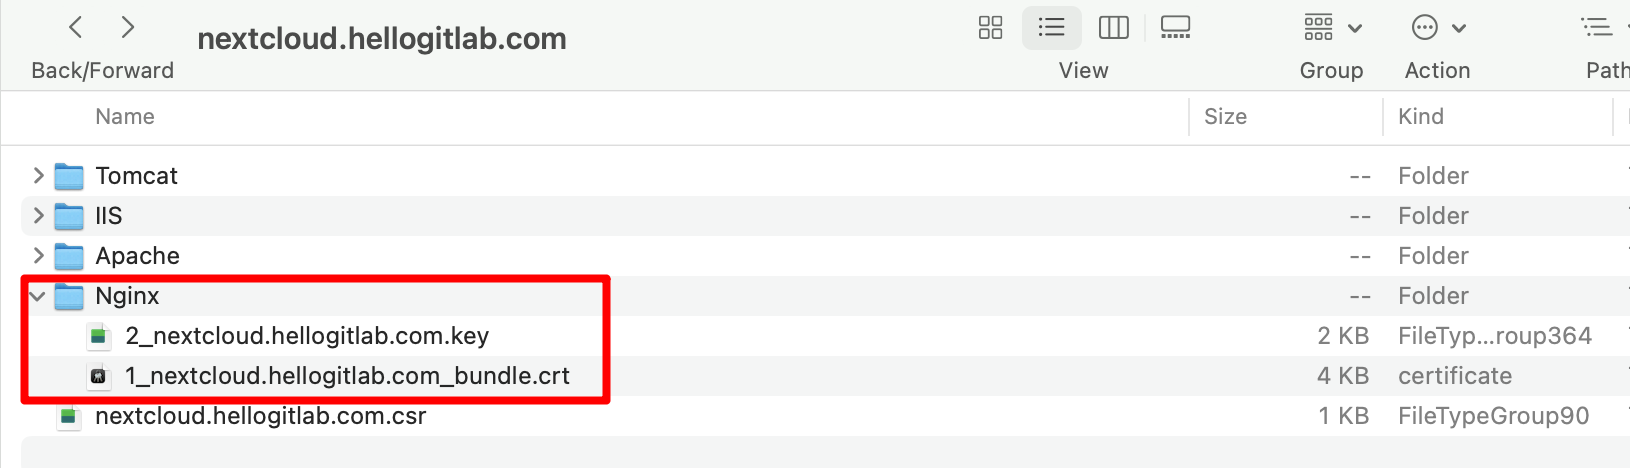 nextcloud.hellogitlab.com
Back/Forward
View
Group
Action
Path
Name
Size
Kind
Tomcat
--
Folder
IIS
--
Folder
Apache
--
Folder
Nginx
--
Folder
2_nextcloud.hellogitlab.com.key
2 KB
FileTyp...roup364
1_nextcloud.hellogitlab.com_bundle.crt
4 KB
certificate
nextcloud.hellogitlab.com.csr
1 KB
FileTypeGroup90